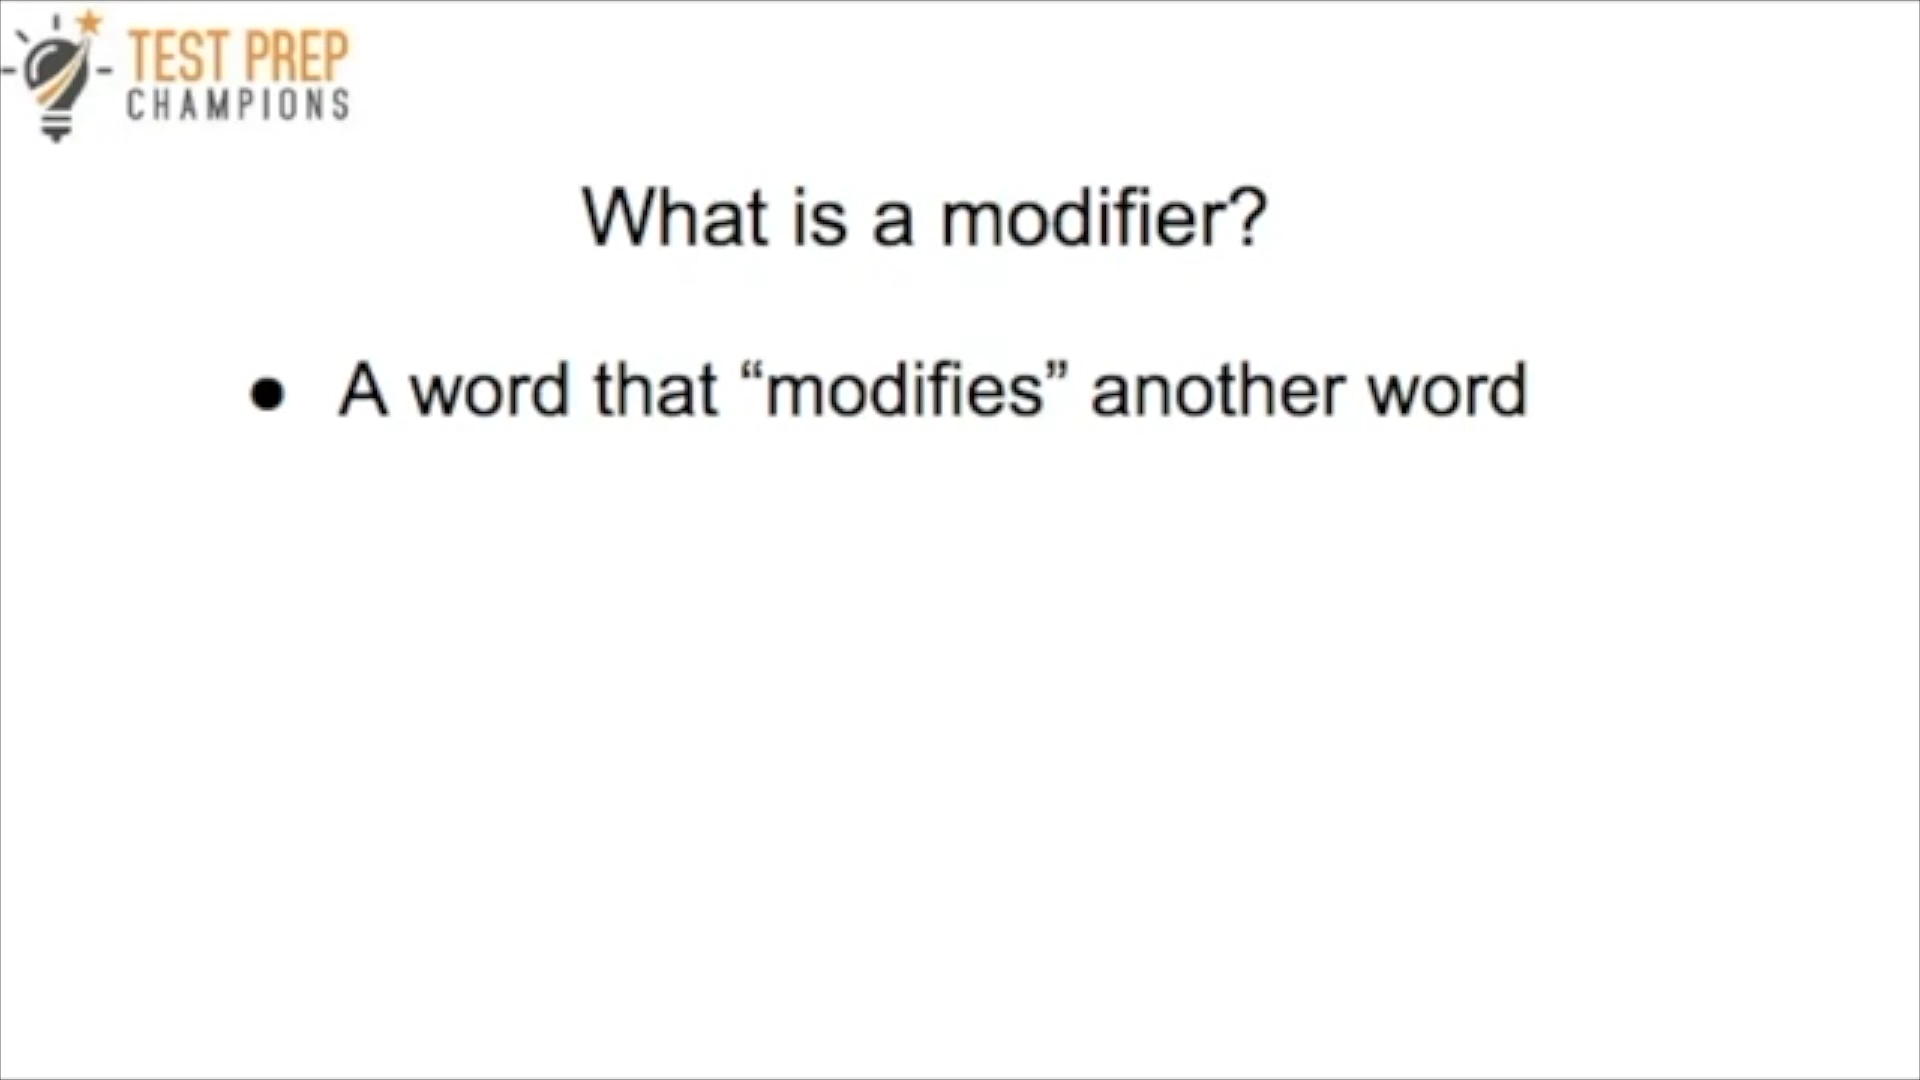 TEST PREP
CHAMPIONS
What is a modifier?
● A word that “modifies” another word